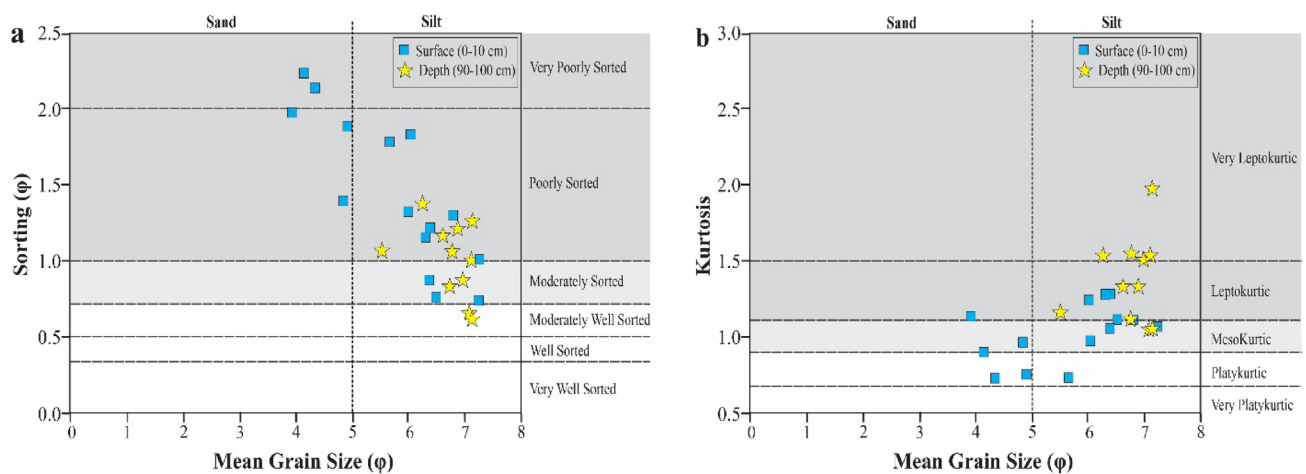 a
Sand
Silt
Sorting (φ)
2.5
2.0
1.5
1.0
0.5
0.0
Surface (0-10 cm)
Depth (90-100 cm)
Very Poorly Sorted
Poorly Sorted
Moderately Sorted
Moderately Well Sorted
Well Sorted
Very Well Sorted
0 1 2 3 4 5 6 7 8
Mean Grain Size (φ)
b
Sand
Silt
Kurtosis
3.0
2.5
2.0
1.5
1.0
0.5
Surface (0-10 cm)
Depth (90-100 cm)
Very Leptokurtic
Leptokurtic
MesoKurtic
Platykurtic
Very Platykurtic
0 1 2 3 4 5 6 7 8
Mean Grain Size (φ)